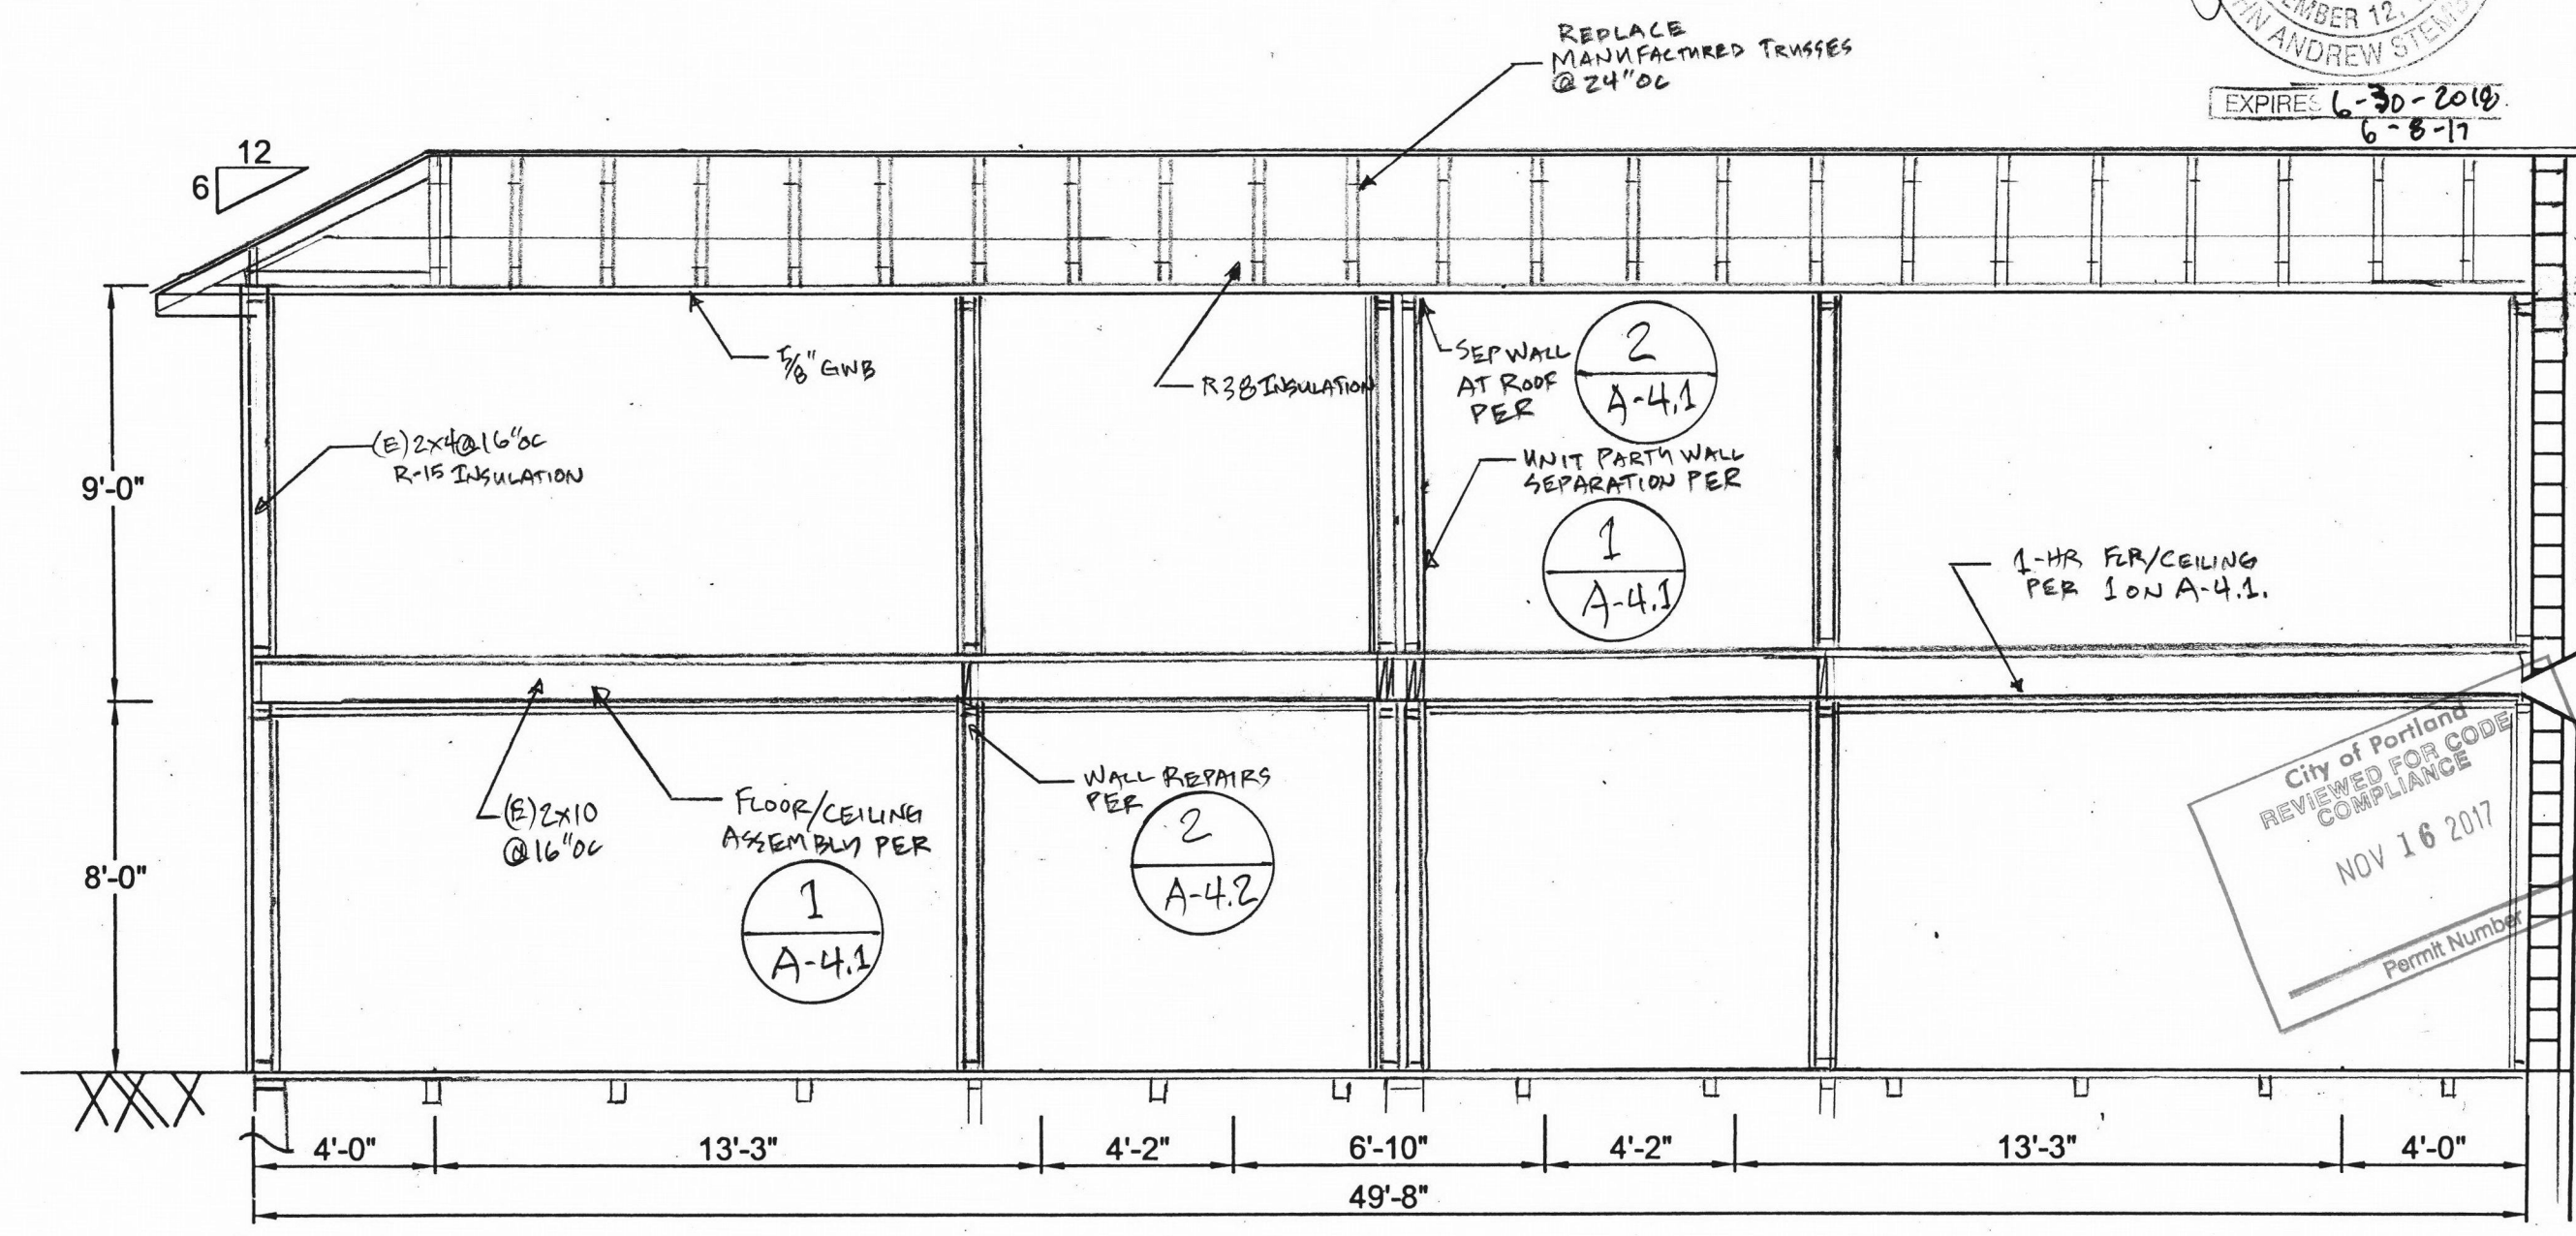 REPLACE
MANUFACTURED TRUSSES
@ 24" OC
EMBER 12,
HN ANDREW STEMB
EXPIRES 6-30-2018
6-8-17
12
6
5/8" GWB
R38 INSULATION
SEP WALL
AT ROOF
PER
2
A-4.1
(E) 2x4@16"OC
R-15 INSULATION
UNIT PARTY WALL
SEPARATION PER
1
A-4.1
9'-0"
1-HR FLR/CEILING
PER 1 ON A-4.1.
(E) 2x10
@16"OC
FLOOR/CEILING
ASSEMBLY PER
1
A-4.1
WALL REPAIRS
PER
2
A-4.2
8'-0"
City of Portland
REVIEWED FOR CODE
COMPLIANCE
NOV 16 2017
Permit Number
4'-0" 13'-3" 4'-2" 6'-10" 4'-2" 13'-3" 4'-0"
49'-8"